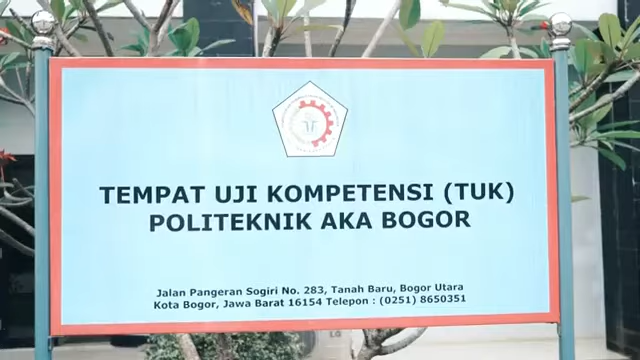 TEMPAT UJI KOMPETENSI (TUK)
POLITEKNIK AKA BOGOR
Jalan Pangeran Sogiri No. 283, Tanah Baru, Bogor Utara
Kota Bogor, Jawa Barat 16154 Telepon : (0251) 8650351